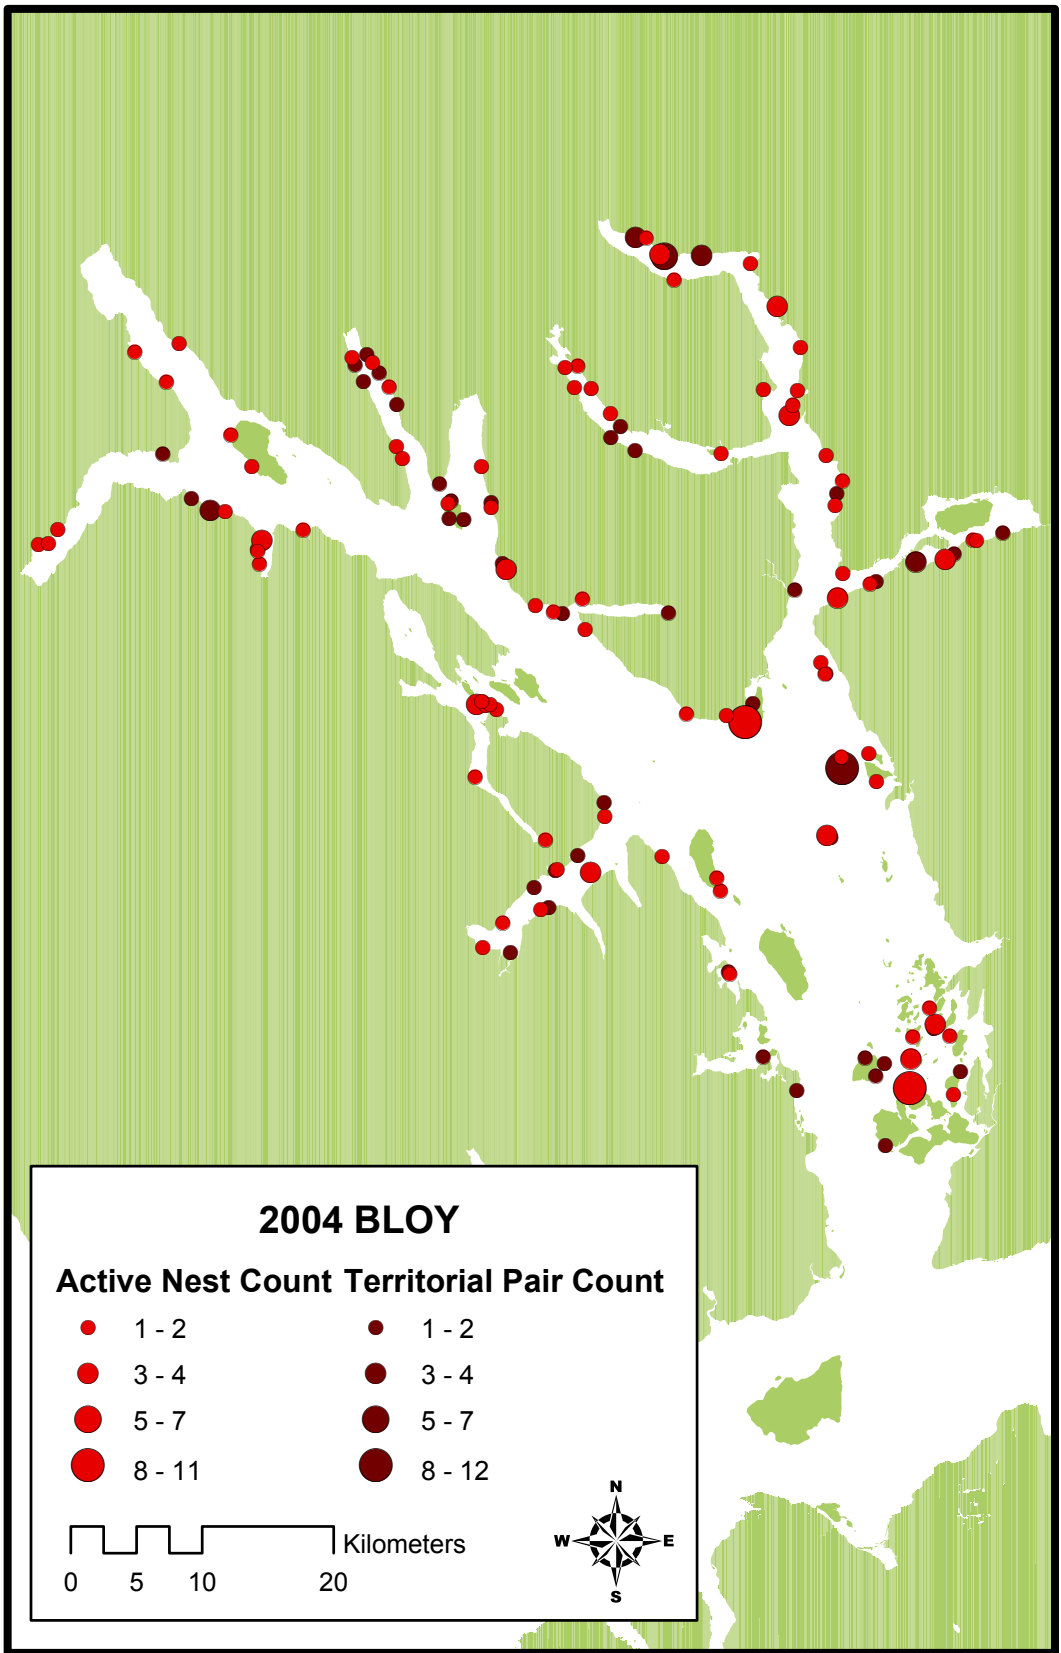 2004 BLOY
Active Nest Count Territorial Pair Count
1 - 2 1 - 2
3 - 4 3 - 4
5 - 7 5 - 7
8 - 11 8 - 12
N
W E
S
Kilometers
0 5 10 20